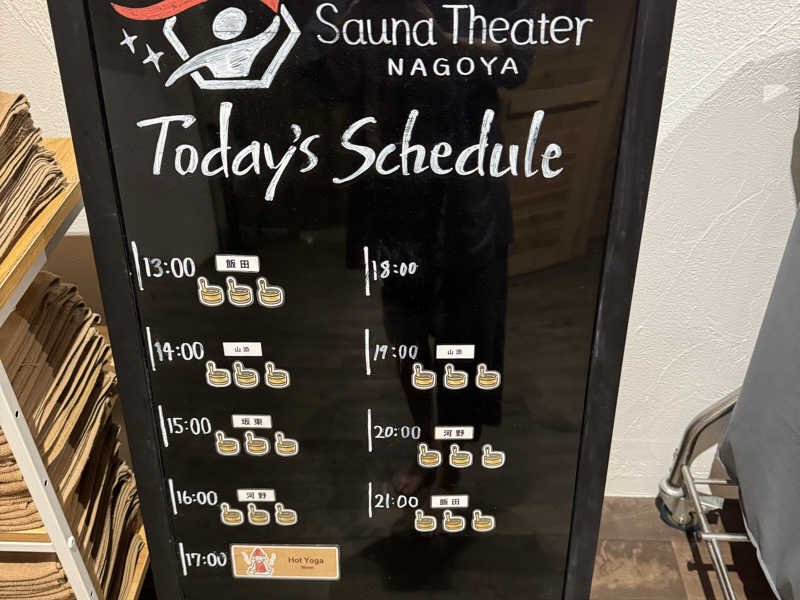 Sauna Theater
NAGOYA
Today's Schedule
13:00 飯田
14:00 山添
15:00 坂東
16:00 河野
17:00 Hot Yoga
18:00
19:00 山添
20:00 河野
21:00 飯田